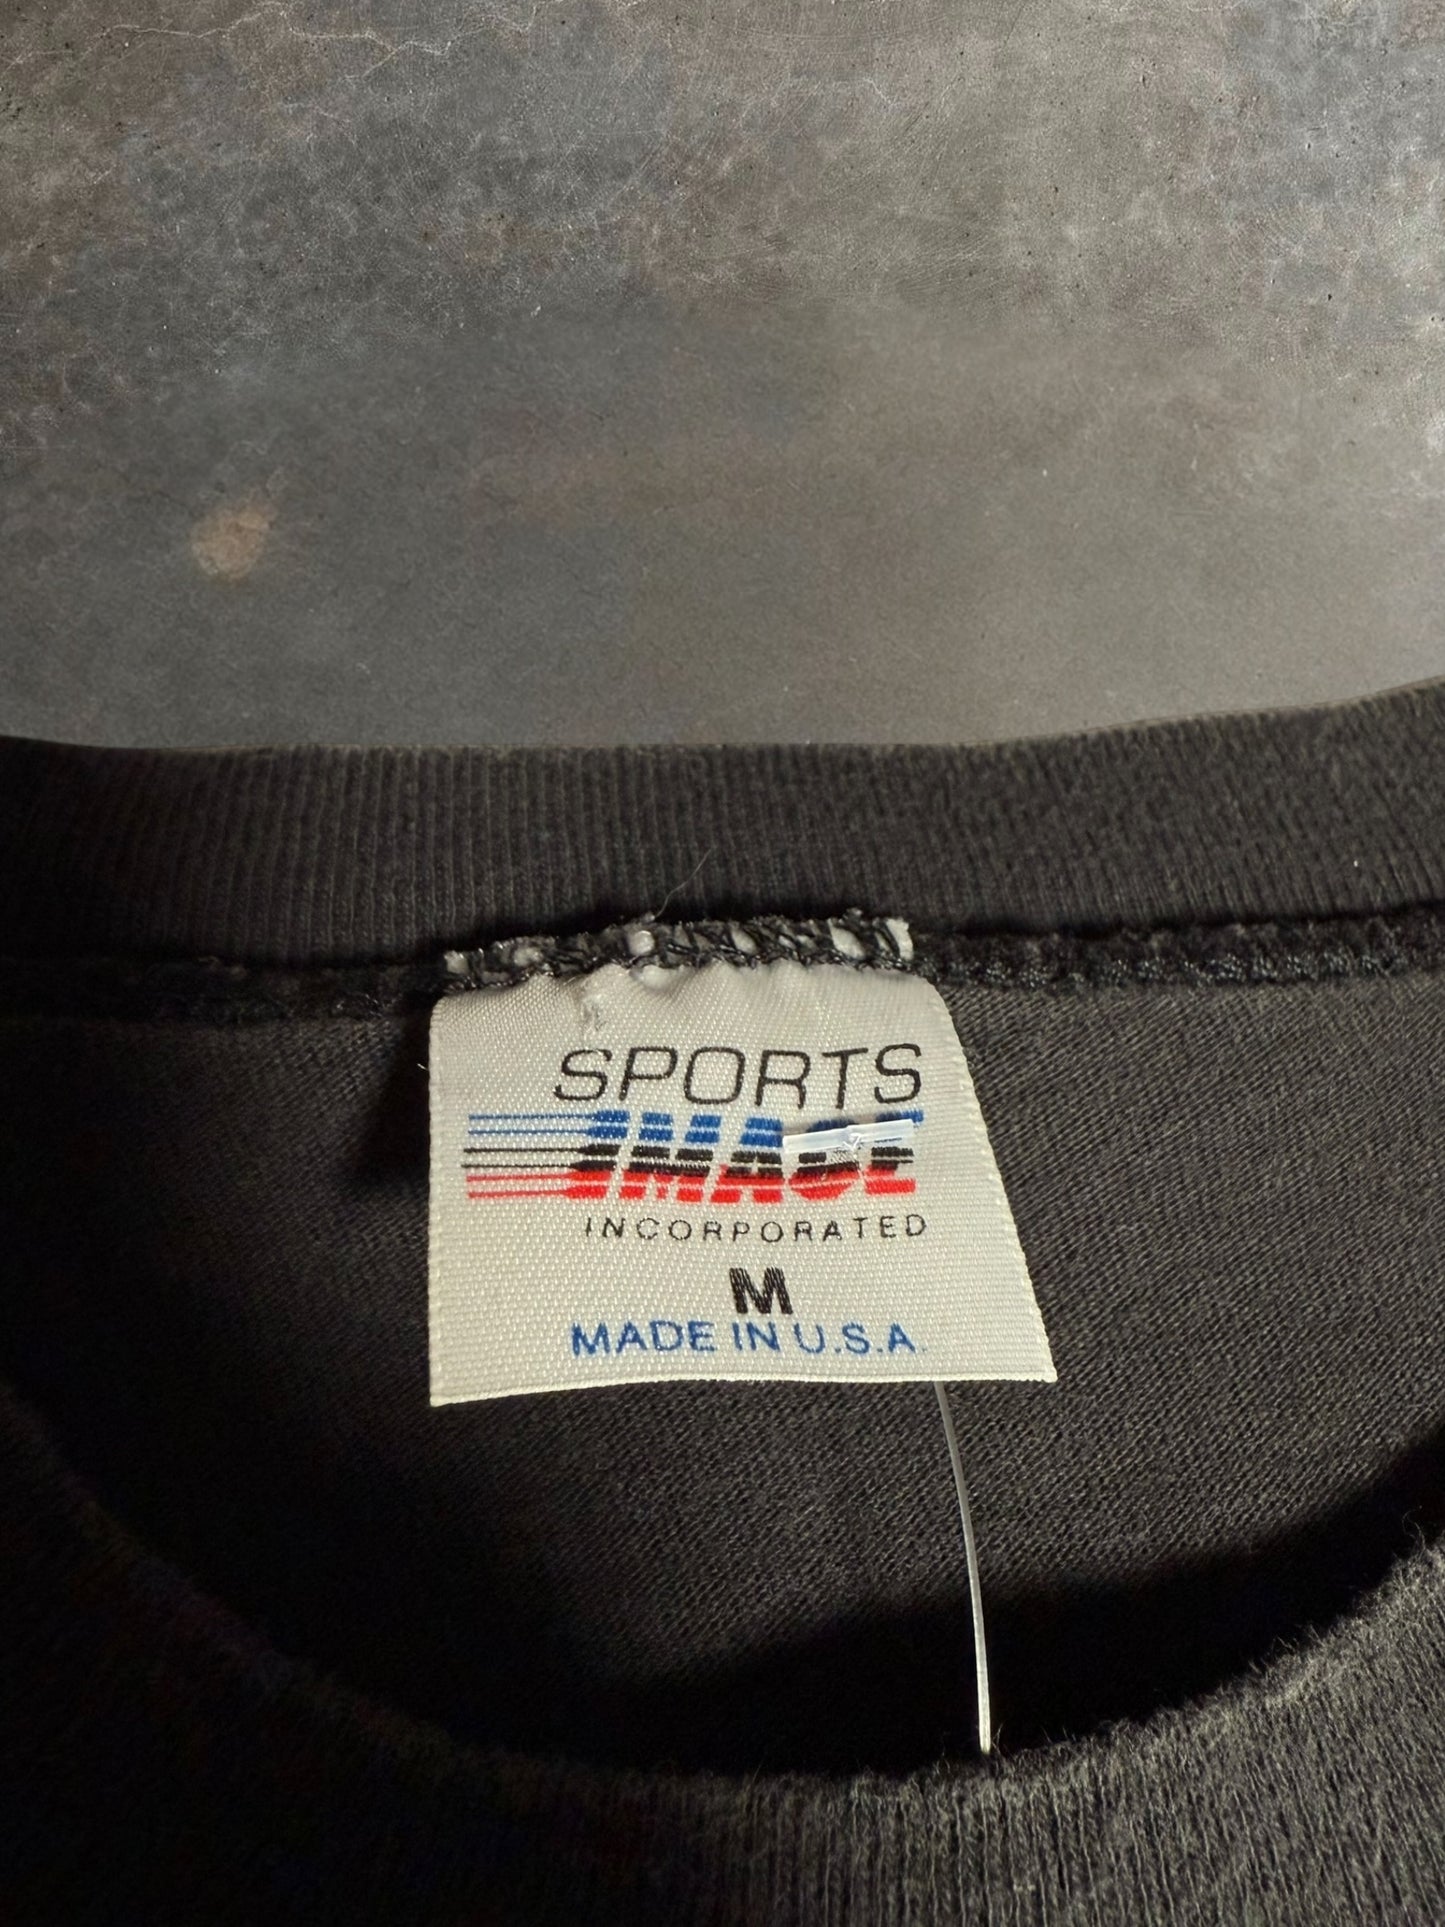 SPORTS
IMAGE
INCORPORATED
M
MADE IN U.S.A.